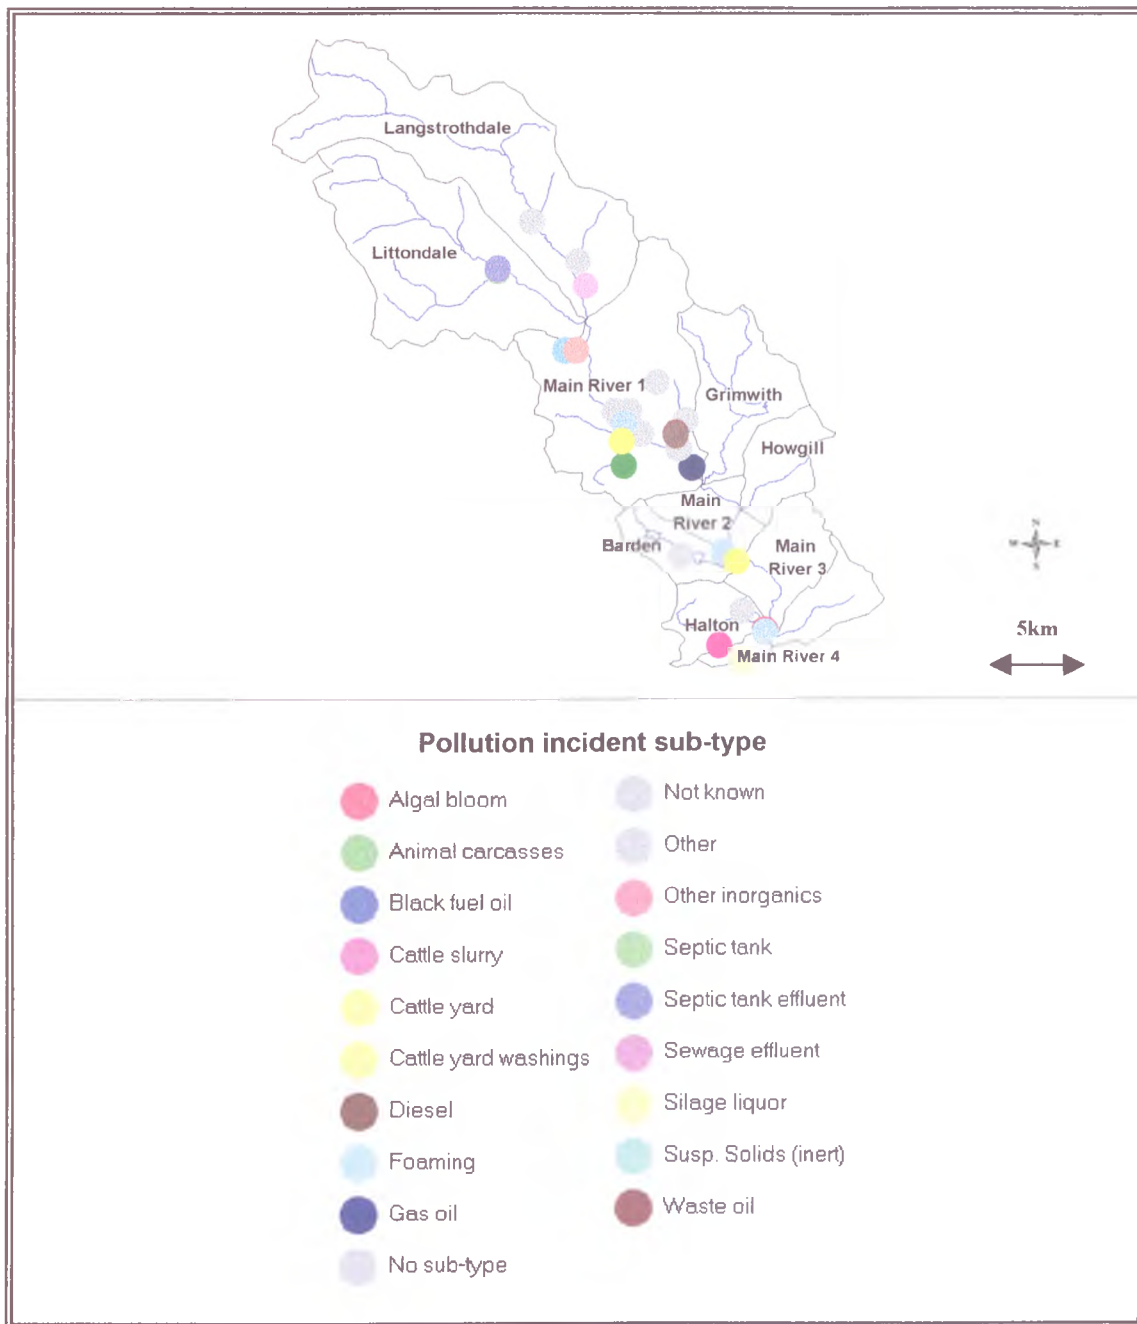 Langstrothdale
Littondale
Main River 1
Grimwith
Howgill
Main
River 2
Barden
Main
River 3
Halton
Main River 4
N
W E
S
5km
Pollution incident sub-type
Algal bloom
Animal carcasses
Black fuel oil
Cattle slurry
Cattle yard
Cattle yard washings
Diesel
Foaming
Gas oil
No sub-type
Not known
Other
Other inorganics
Septic tank
Septic tank effluent
Sewage effluent
Silage liquor
Susp. Solids (inert)
Waste oil